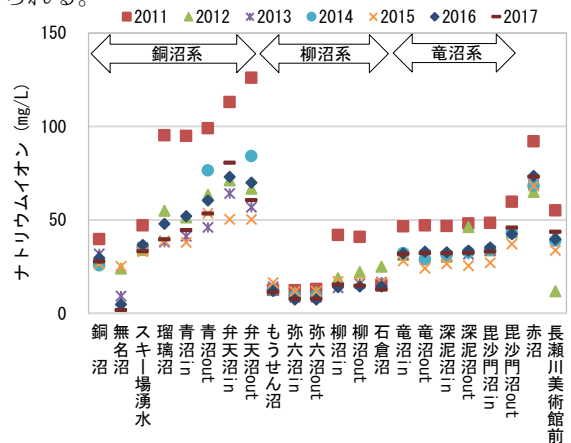 られる。
2011 2012 2013 2014 2015 2016 2017
銅沼系 柳沼系 竜沼系
ナトリウムイオン (mg/L)
150
100
50
0
銅 沼
無名沼
スキー場湧水
瑠璃沼
青沼in
青沼out
弁天沼in
弁天沼out
もうせん沼
弥六沼in
弥六沼out
柳沼in
柳沼out
石倉沼
竜沼in
竜沼out
深泥沼in
深泥沼out
毘沙門沼in
毘沙門沼out
赤沼
長瀬川美術館前